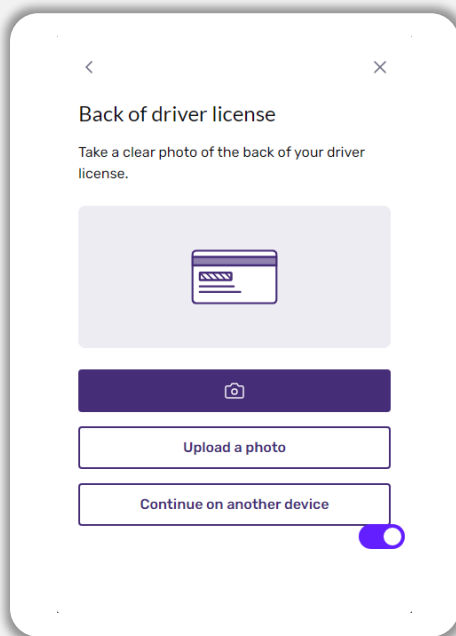 Back of driver license
Take a clear photo of the back of your driver
license.
Upload a photo
Continue on another device